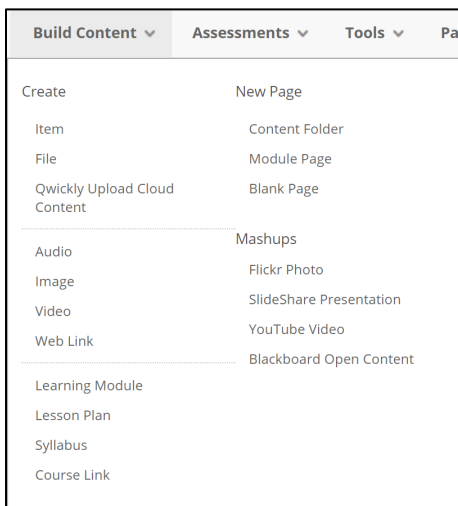 Build Content
Assessments
Tools
Pa
Create
Item
File
Qwickly Upload Cloud
Content
Audio
Image
Video
Web Link
Learning Module
Lesson Plan
Syllabus
Course Link
New Page
Content Folder
Module Page
Blank Page
Mashups
Flickr Photo
SlideShare Presentation
YouTube Video
Blackboard Open Content